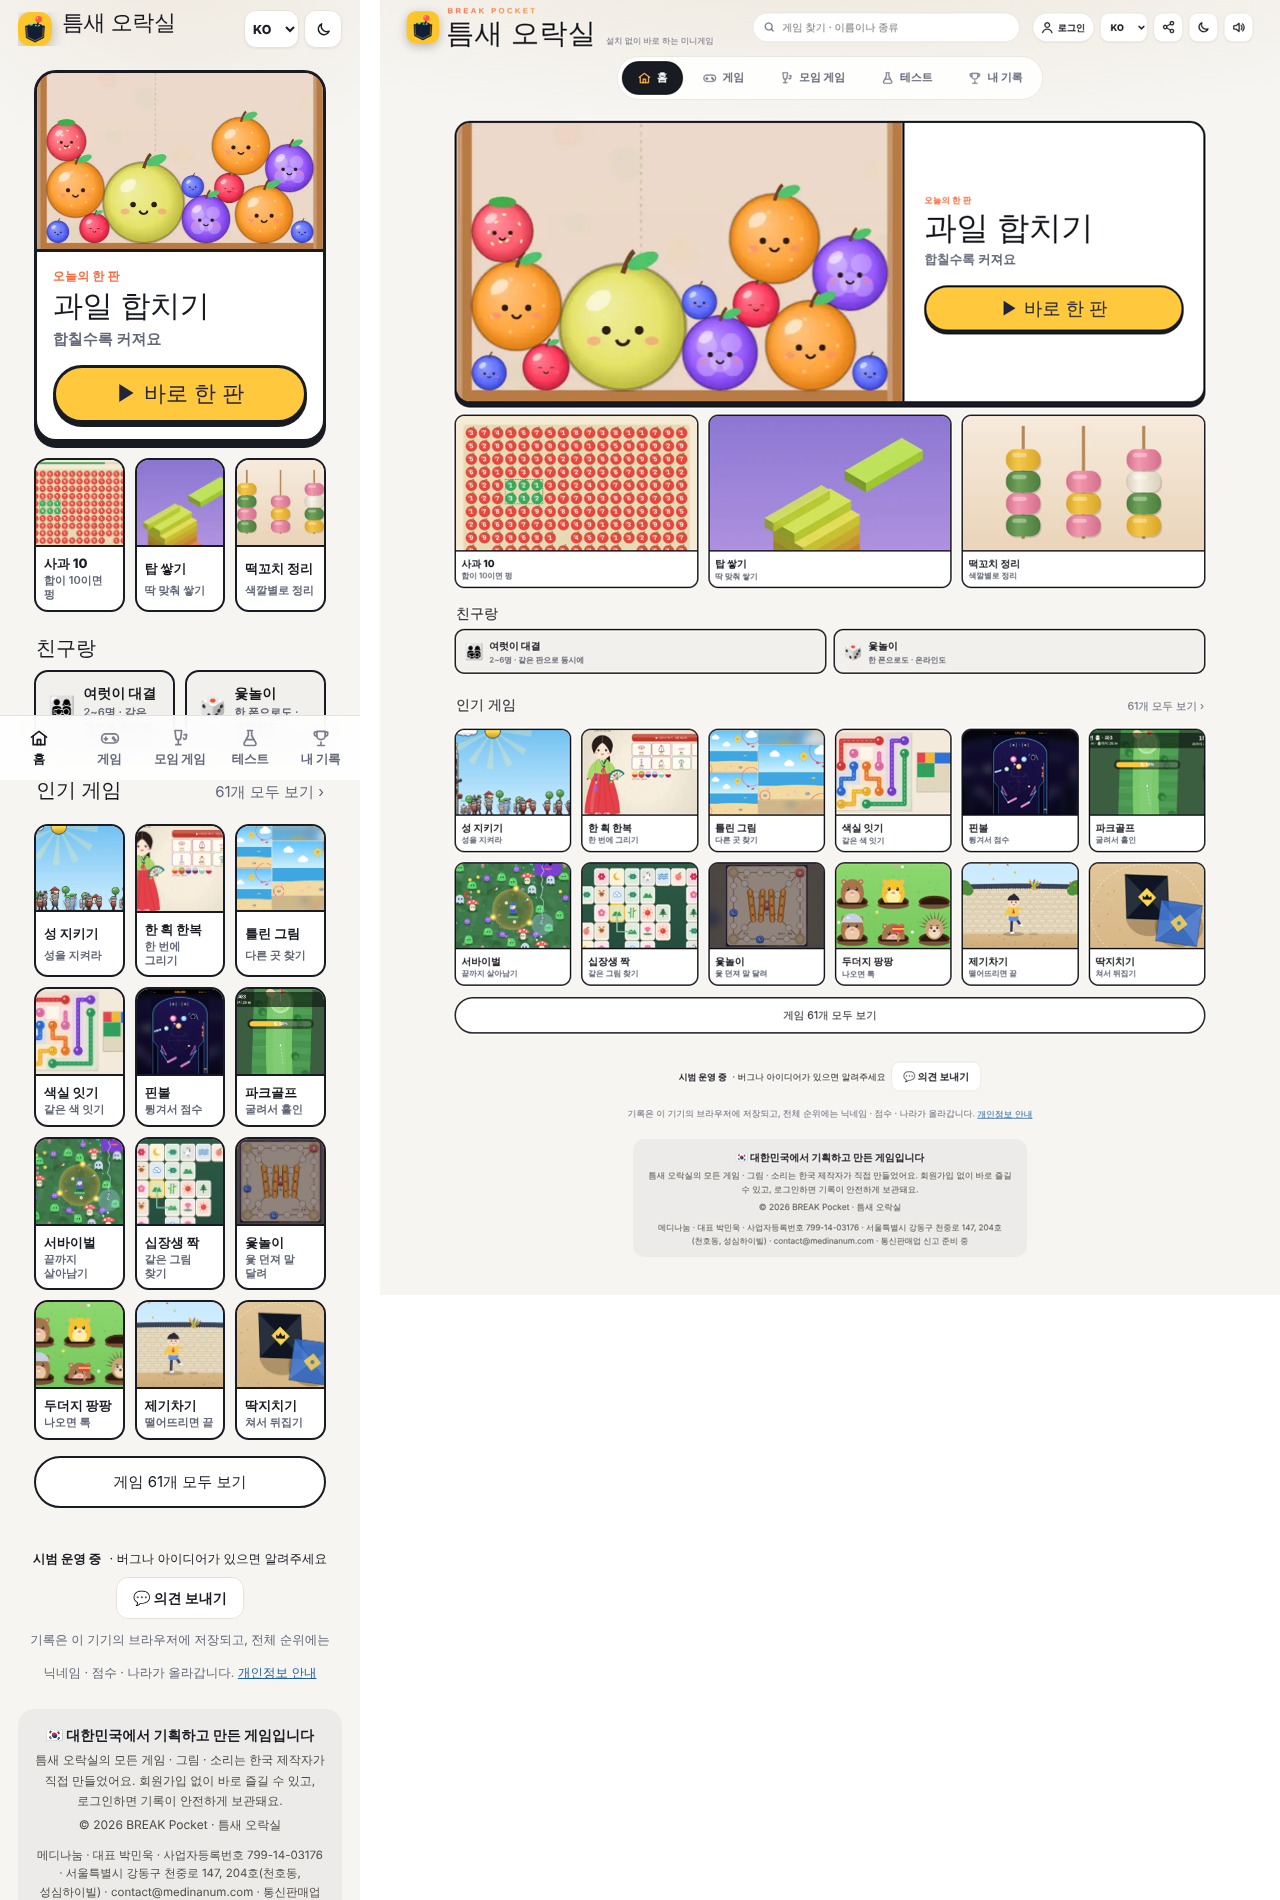 틈새 오락실
KO
오늘의 한 판
과일 합치기
합칠수록 커져요
▶ 바로 한 판
사과 10
합이 10이면
펑
탑 쌓기
딱 맞춰 쌓기
떡꼬치 정리
색깔별로 정리
친구랑
여럿이 대결
2~6명 · 같은
윷놀이
한 폰으로도 ·
홈
게임
모임 게임
테스트
내 기록
인기 게임
61개 모두 보기 ›
성 지키기
성을 지켜라
한 획 한복
한 번에
그리기
틀린 그림
다른 곳 찾기
색실 잇기
같은 색 잇기
핀볼
튕겨서 점수
파크골프
굴려서 홀인
서바이벌
끝까지
살아남기
십장생 짝
같은 그림
찾기
윷놀이
윷 던져 말
달려
두더지 팡팡
나오면 톡
제기차기
떨어뜨리면 끝
딱지치기
쳐서 뒤집기
게임 61개 모두 보기
시범 운영 중 · 버그나 아이디어가 있으면 알려주세요
💬 의견 보내기
기록은 이 기기의 브라우저에 저장되고, 전체 순위에는
닉네임 · 점수 · 나라가 올라갑니다. 개인정보 안내
🇰🇷 대한민국에서 기획하고 만든 게임입니다
틈새 오락실의 모든 게임 · 그림 · 소리는 한국 제작자가
직접 만들었어요. 회원가입 없이 바로 즐길 수 있고,
로그인하면 기록이 안전하게 보관돼요.
© 2026 BREAK Pocket · 틈새 오락실
메디나눔 · 대표 박민욱 · 사업자등록번호 799-14-03176
· 서울특별시 강동구 천중로 147, 204호(천호동,
성심하이빌) · contact@medinanum.com · 통신판매업
BREAK POCKET
틈새 오락실
설치 없이 바로 하는 미니게임
게임 찾기 · 이름이나 종류
로그인
KO
홈
게임
모임 게임
테스트
내 기록
오늘의 한 판
과일 합치기
합칠수록 커져요
▶ 바로 한 판
사과 10
합이 10이면 펑
탑 쌓기
딱 맞춰 쌓기
떡꼬치 정리
색깔별로 정리
친구랑
여럿이 대결
2~6명 · 같은 판으로 동시에
윷놀이
한 폰으로도 · 온라인도
인기 게임
61개 모두 보기 ›
성 지키기
성을 지켜라
한 획 한복
한 번에 그리기
틀린 그림
다른 곳 찾기
색실 잇기
같은 색 잇기
핀볼
튕겨서 점수
파크골프
굴려서 홀인
서바이벌
끝까지 살아남기
십장생 짝
같은 그림 찾기
윷놀이
윷 던져 말 달려
두더지 팡팡
나오면 톡
제기차기
떨어뜨리면 끝
딱지치기
쳐서 뒤집기
게임 61개 모두 보기
시범 운영 중 · 버그나 아이디어가 있으면 알려주세요
💬 의견 보내기
기록은 이 기기의 브라우저에 저장되고, 전체 순위에는 닉네임 · 점수 · 나라가 올라갑니다. 개인정보 안내
🇰🇷 대한민국에서 기획하고 만든 게임입니다
틈새 오락실의 모든 게임 · 그림 · 소리는 한국 제작자가 직접 만들었어요. 회원가입 없이 바로 즐길
수 있고, 로그인하면 기록이 안전하게 보관돼요.
© 2026 BREAK Pocket · 틈새 오락실
메디나눔 · 대표 박민욱 · 사업자등록번호 799-14-03176 · 서울특별시 강동구 천중로 147, 204호
(천호동, 성심하이빌) · contact@medinanum.com · 통신판매업 신고 준비 중